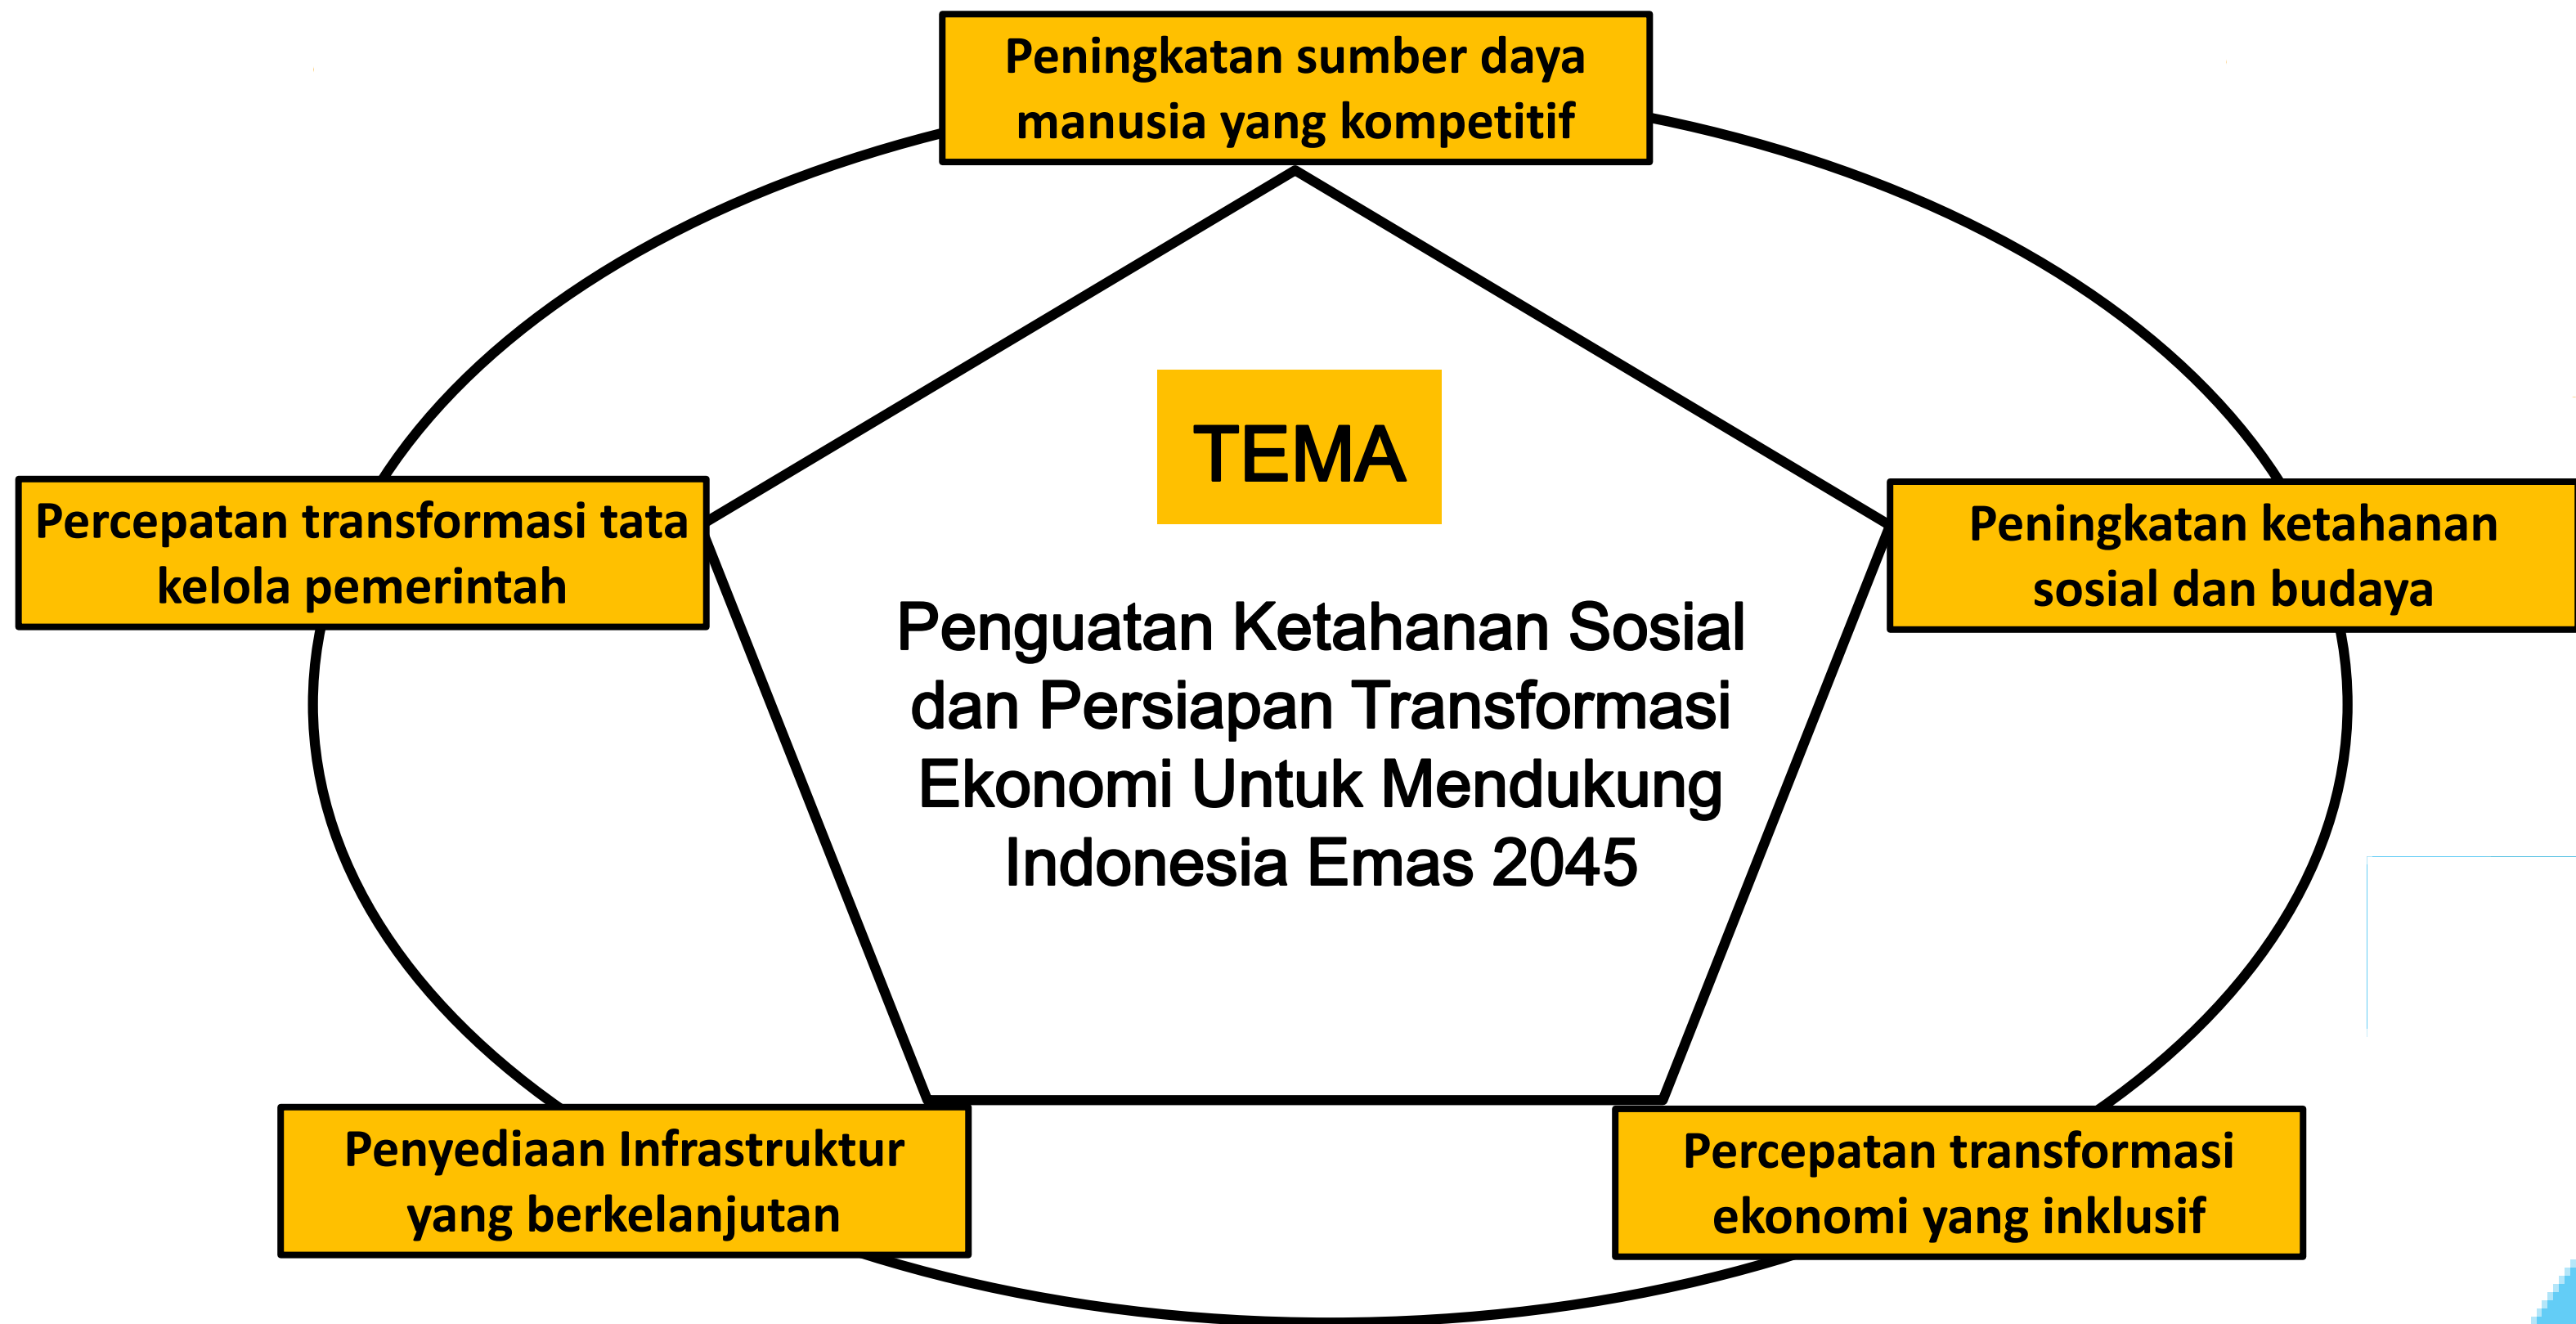 Peningkatan sumber daya
manusia yang kompetitif
TEMA
Percepatan transformasi tata
kelola pemerintah
Peningkatan ketahanan
sosial dan budaya
Penguatan Ketahanan Sosial
dan Persiapan Transformasi
Ekonomi Untuk Mendukung
Indonesia Emas 2045
Penyediaan Infrastruktur
yang berkelanjutan
Percepatan transformasi
ekonomi yang inklusif